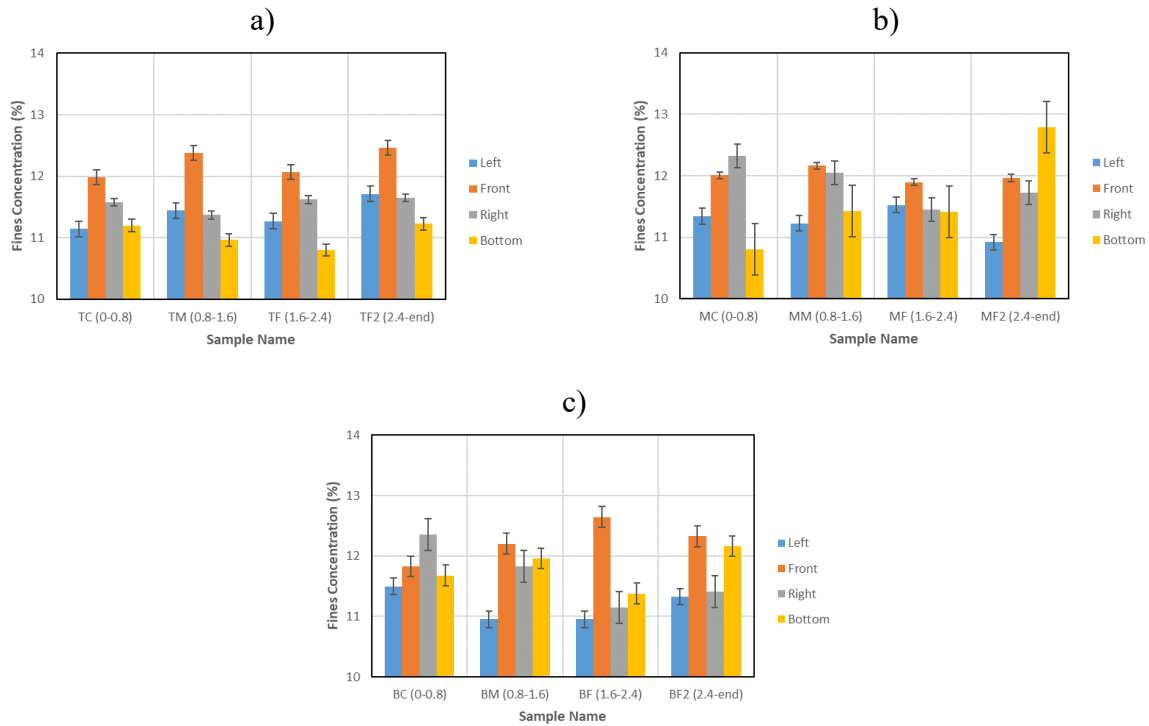 a)
14
13
12
11
10
Fines Concentration (%)
TC (0-0.8) TM (0.8-1.6) TF (1.6-2.4) TF2 (2.4-end)
Sample Name
Left
Front
Right
Bottom
b)
14
13
12
11
10
Fines Concentration (%)
MC (0-0.8) MM (0.8-1.6) MF (1.6-2.4) MF2 (2.4-end)
Sample Name
Left
Front
Right
Bottom
c)
14
13
12
11
10
Fines Concentration (%)
BC (0-0.8) BM (0.8-1.6) BF (1.6-2.4) BF2 (2.4-end)
Sample Name
Left
Front
Right
Bottom